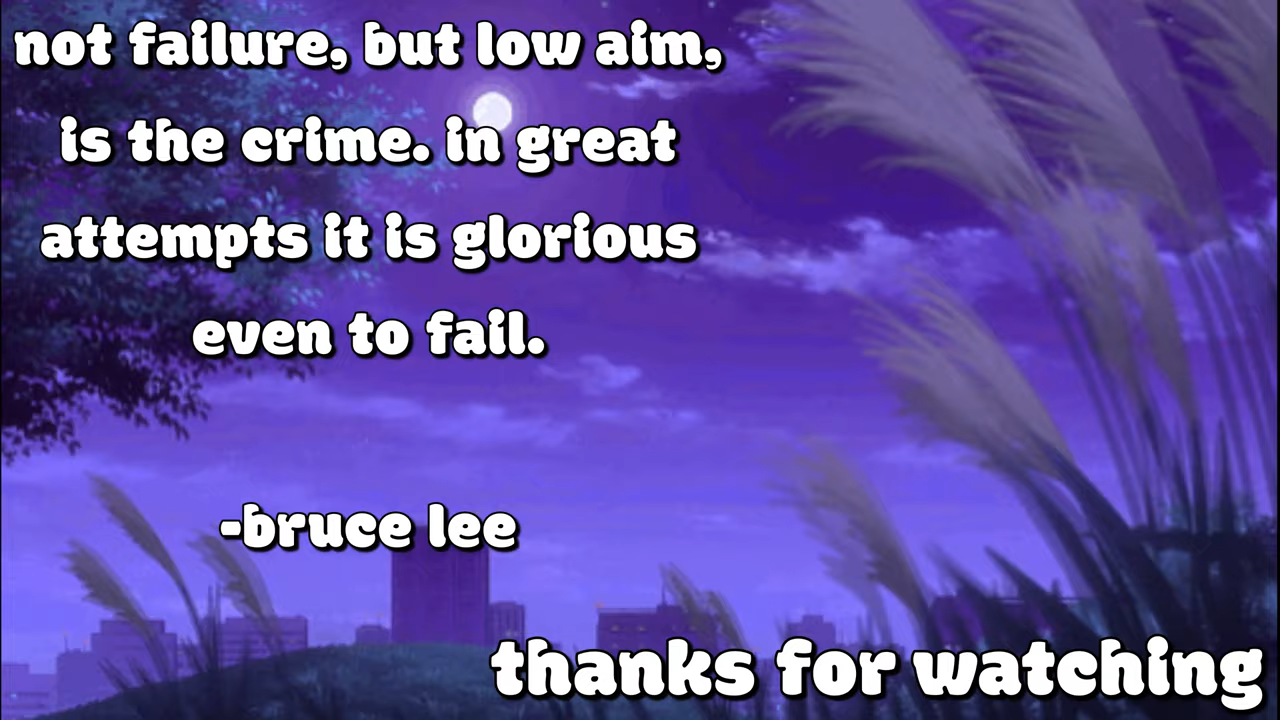 not failure, but low aim,
is the crime. in great
attempts it is glorious
even to fail.
-bruce lee
thanks for watching